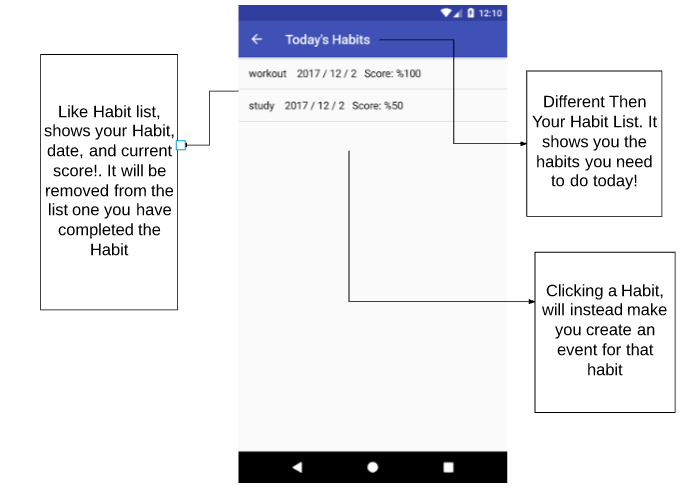 12:10
Today's Habits
workout 2017 / 12 / 2 Score: %100
study 2017 / 12 / 2 Score: %50
Like Habit list,
shows your Habit,
date, and current
score!. It will be
removed from the
list one you have
completed the
Habit
Different Then
Your Habit List. It
shows you the
habits you need
to do today!
Clicking a Habit,
will instead make
you create an
event for that
habit